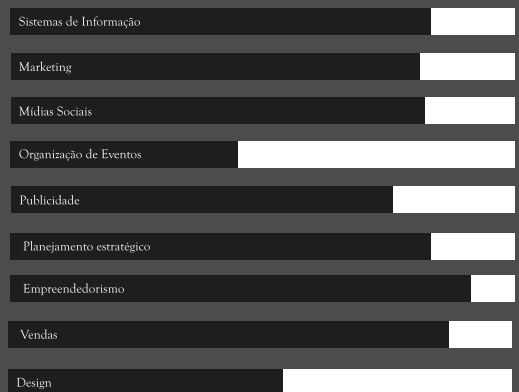 Sistemas de Informação
Marketing
Mídias Sociais
Organização de Eventos
Publicidade
Planejamento estratégico
Empreendedorismo
Vendas
Design